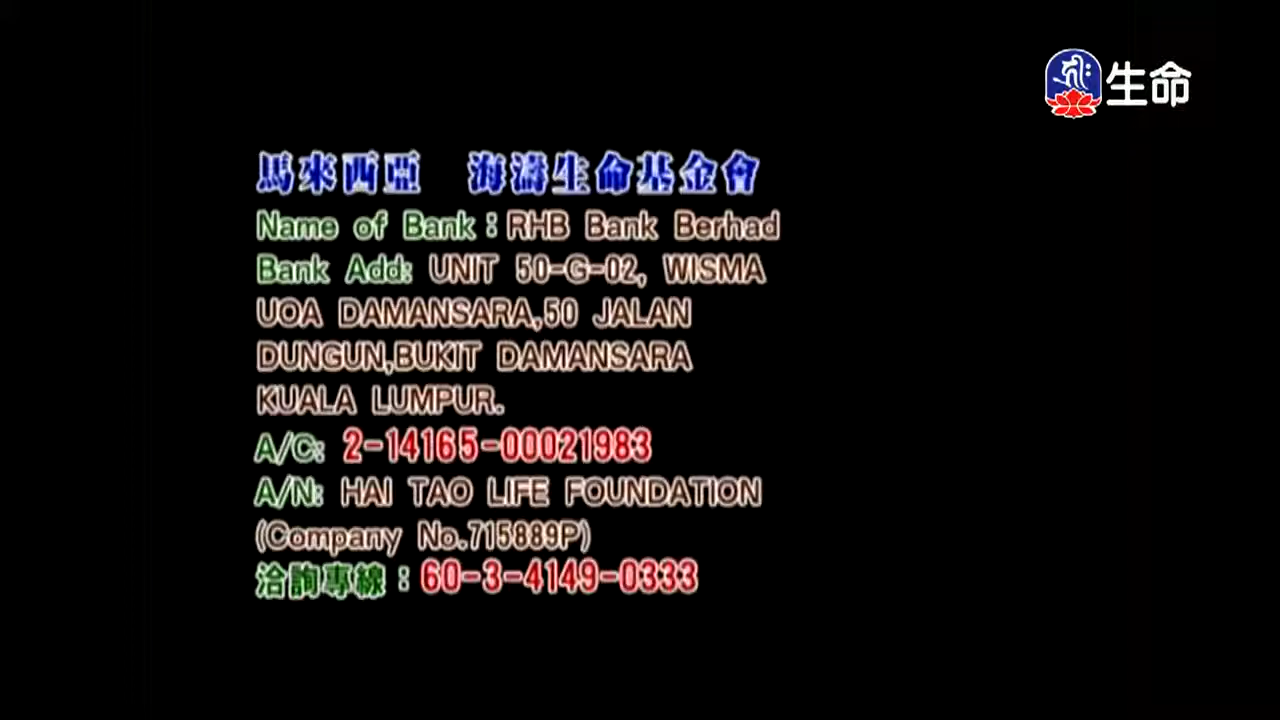 生命
馬來西亞 海濤生命基金會
Name of Bank：RHB Bank Berhad
Bank Add: UNIT 50-G-02, WISMA
UOA DAMANSARA,50 JALAN
DUNGUN,BUKIT DAMANSARA
KUALA LUMPUR.
A/C: 2-14165-00021983
A/N: HAI TAO LIFE FOUNDATION
(Company No.715889P)
洽詢專線：60-3-4149-0333